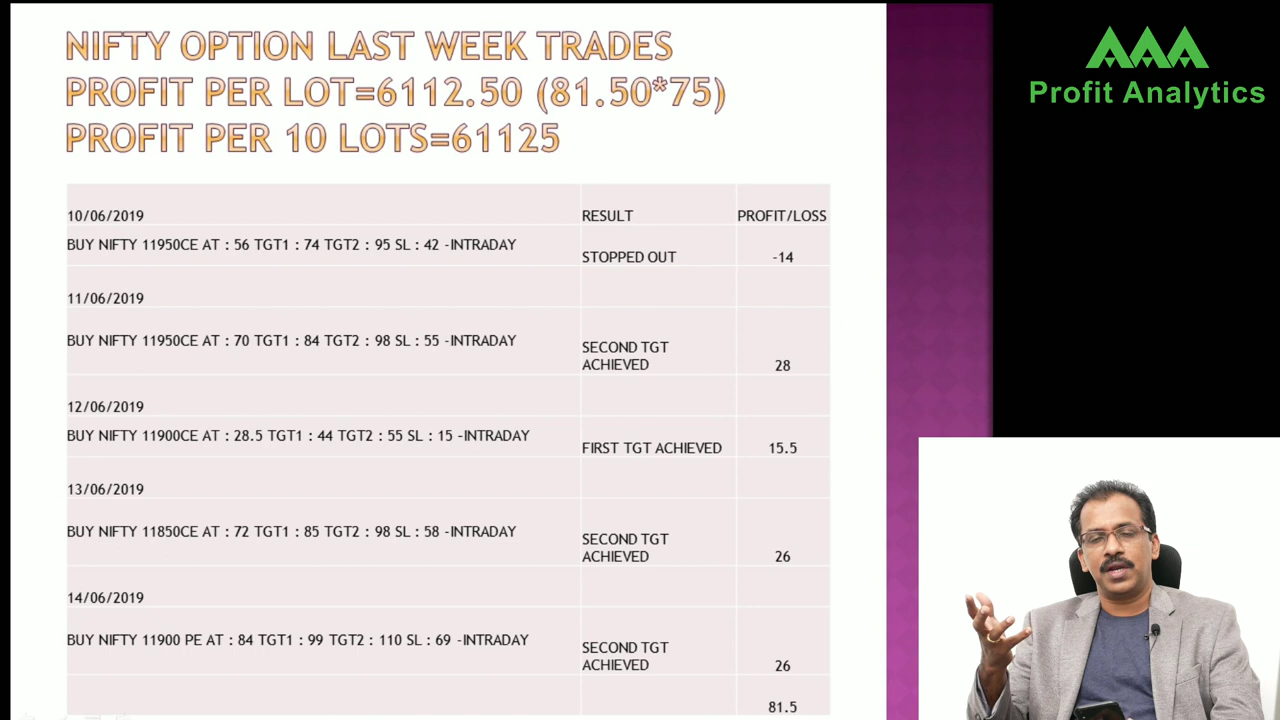 NIFTY OPTION LAST WEEK TRADES
PROFIT PER LOT=6112.50 (81.50*75)
PROFIT PER 10 LOTS=61125
AAA
Profit Analytics
10/06/2019 RESULT PROFIT/LOSS
BUY NIFTY 11950CE AT : 56 TGT1 : 74 TGT2 : 95 SL : 42 -INTRADAY
STOPPED OUT -14
11/06/2019
BUY NIFTY 11950CE AT : 70 TGT1 : 84 TGT2 : 98 SL : 55 -INTRADAY
SECOND TGT
ACHIEVED 28
12/06/2019
BUY NIFTY 11900CE AT : 28.5 TGT1 : 44 TGT2 : 55 SL : 15 -INTRADAY
FIRST TGT ACHIEVED 15.5
13/06/2019
BUY NIFTY 11850CE AT : 72 TGT1 : 85 TGT2 : 98 SL : 58 -INTRADAY
SECOND TGT
ACHIEVED 26
14/06/2019
BUY NIFTY 11900 PE AT : 84 TGT1 : 99 TGT2 : 110 SL : 69 -INTRADAY
SECOND TGT
ACHIEVED 26
81.5